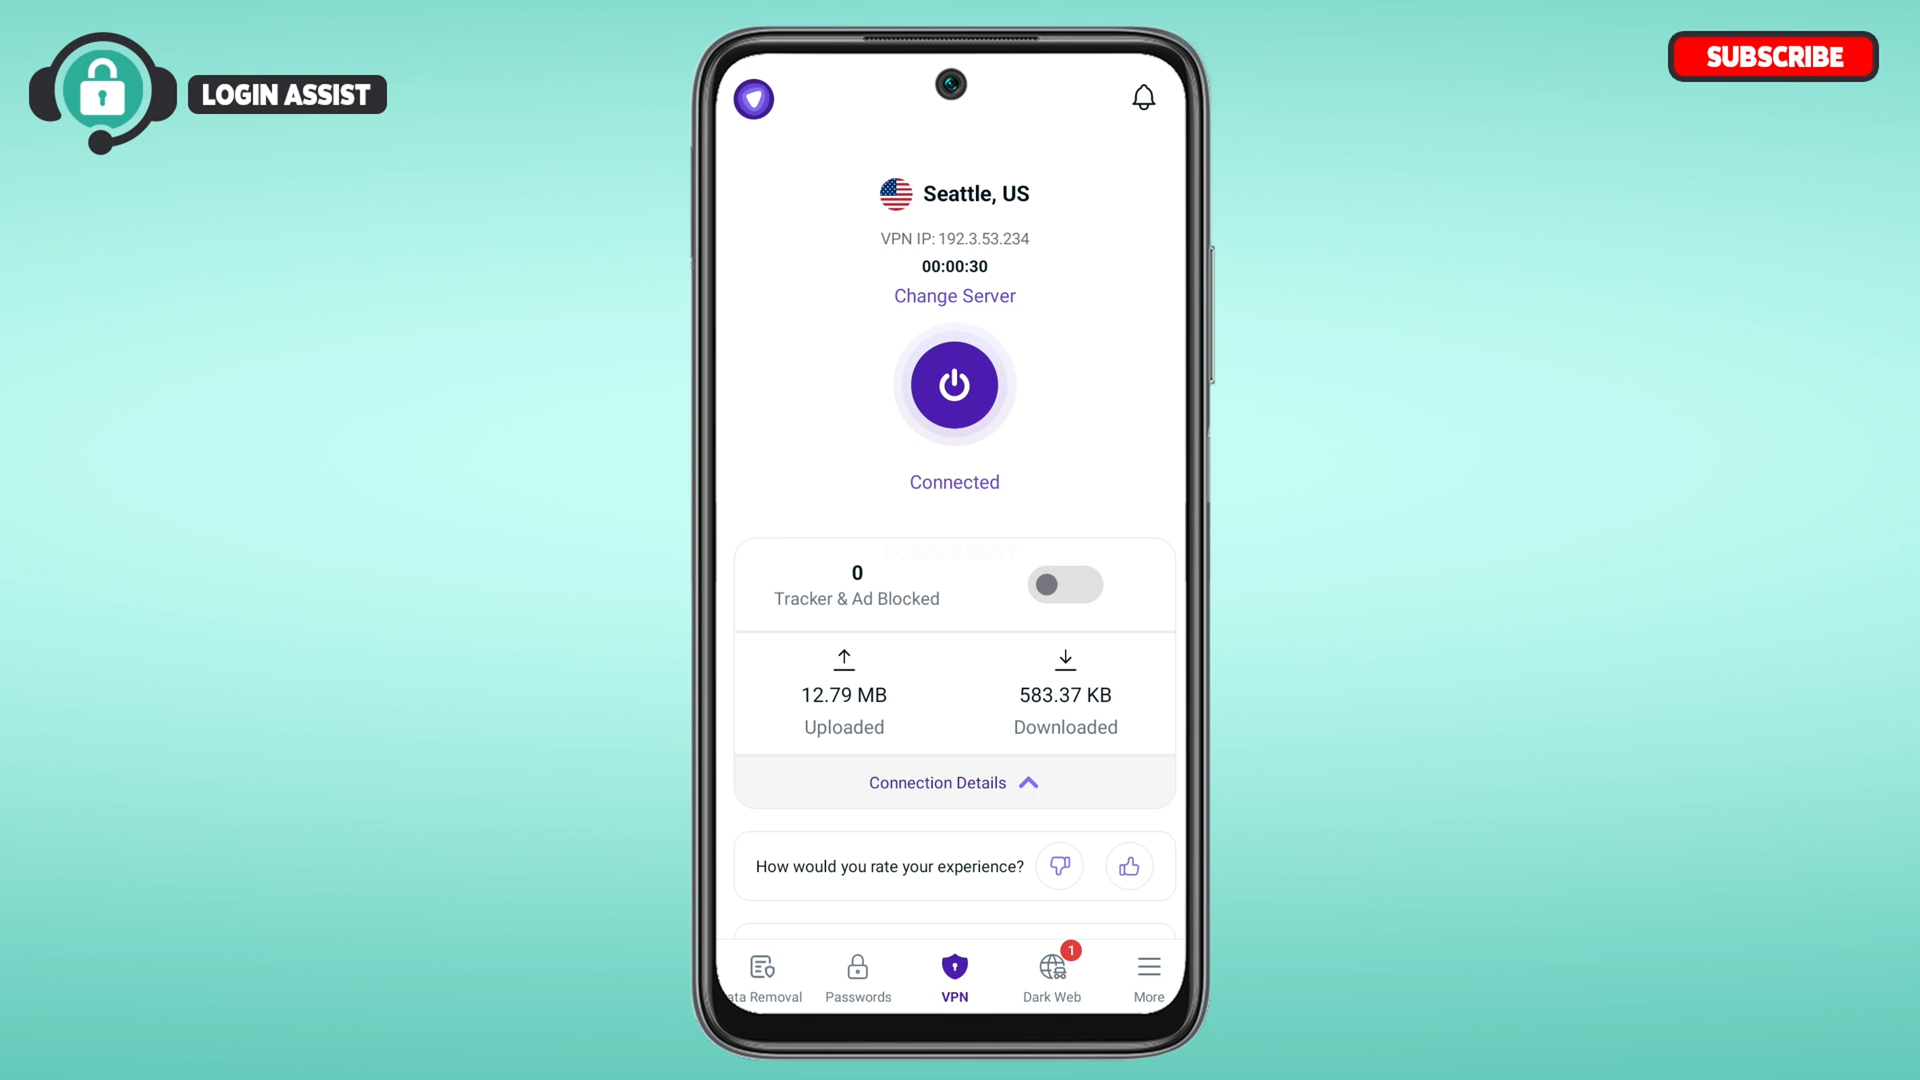 LOGIN ASSIST
SUBSCRIBE
Seattle, US
VPN IP: 192.3.53.234
00:00:30
Change Server
Connected
LOGIN ASSIST
0
Tracker & Ad Blocked
12.79 MB
583.37 KB
Uploaded
Downloaded
Connection Details
How would you rate your experience?
1
ata Removal
Passwords
VPN
Dark Web
More